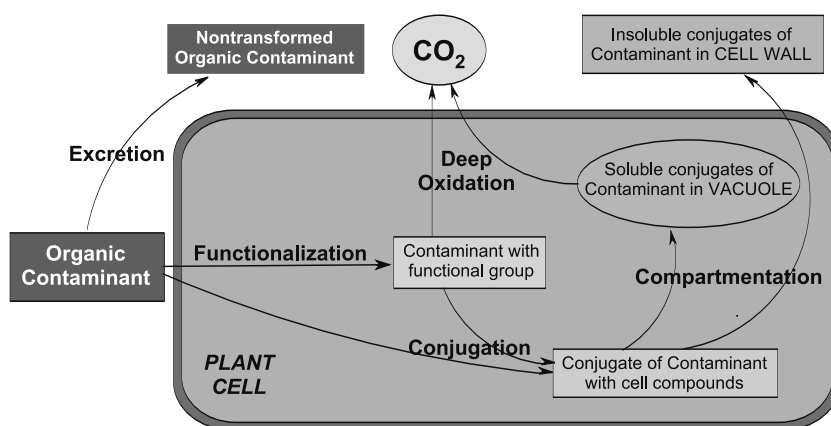 Nontransformed
Organic Contaminant
CO2
Insoluble conjugates of
Contaminant in CELL WALL
Excretion
Deep
Oxidation
Soluble conjugates of
Contaminant in VACUOLE
Organic
Contaminant
Functionalization
Contaminant with
functional group
Compartmentation
Conjugation
PLANT
CELL
Conjugate of Contaminant
with cell compounds